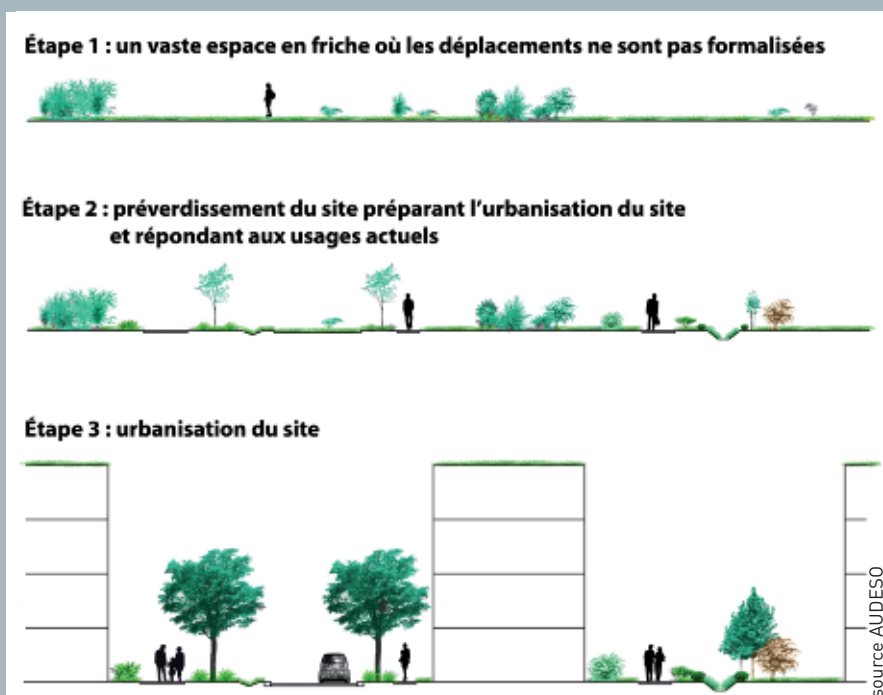 Étape 1 : un vaste espace en friche où les déplacements ne sont pas formalisées
Étape 2 : préverdissement du site préparant l'urbanisation du site
et répondant aux usages actuels
Étape 3 : urbanisation du site
source AUDESO